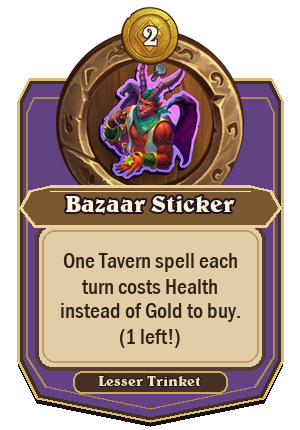 2
Bazaar Sticker
One Tavern spell each
turn costs Health
instead of Gold to buy.
(1 left!)
Lesser Trinket